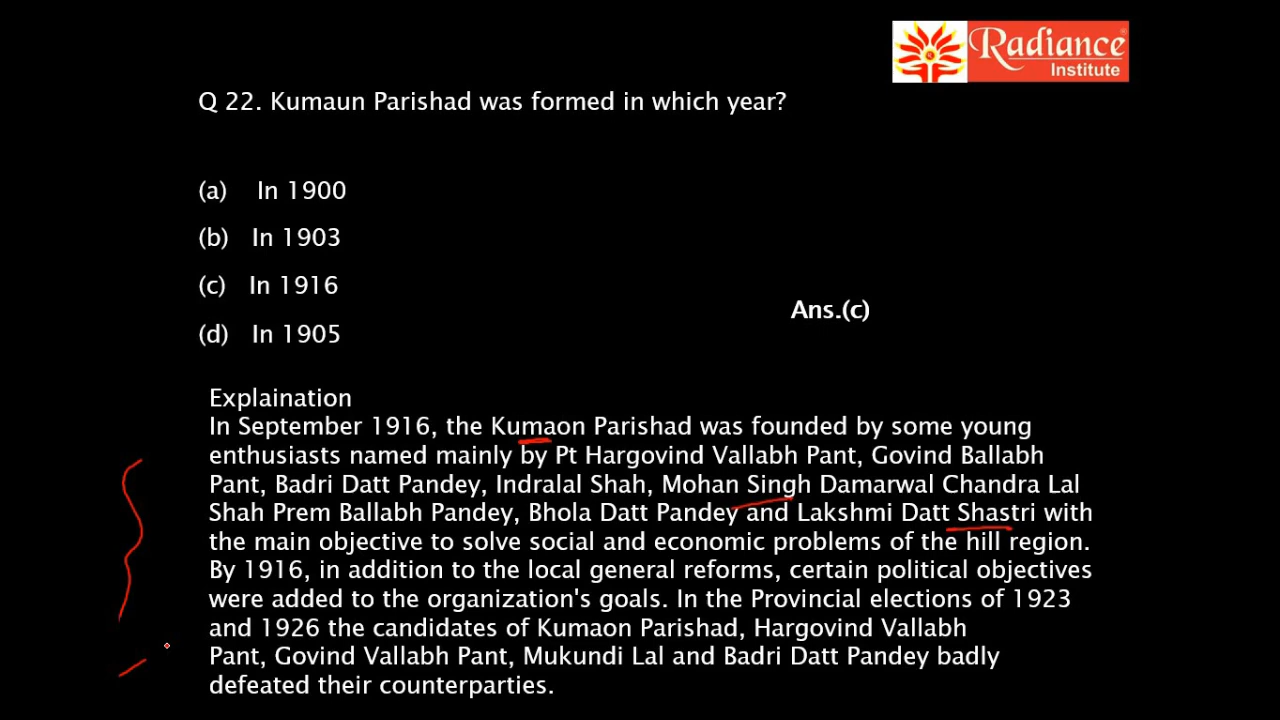 Radiance
Institute
Q 22. Kumaun Parishad was formed in which year?
(a) In 1900
(b) In 1903
(c) In 1916
Ans.(c)
(d) In 1905
Explaination
In September 1916, the Kumaon Parishad was founded by some young
enthusiasts named mainly by Pt Hargovind Vallabh Pant, Govind Ballabh
Pant, Badri Datt Pandey, Indralal Shah, Mohan Singh Damarwal Chandra Lal
Shah Prem Ballabh Pandey, Bhola Datt Pandey and Lakshmi Datt Shastri with
the main objective to solve social and economic problems of the hill region.
By 1916, in addition to the local general reforms, certain political objectives
were added to the organization's goals. In the Provincial elections of 1923
and 1926 the candidates of Kumaon Parishad, Hargovind Vallabh
Pant, Govind Vallabh Pant, Mukundi Lal and Badri Datt Pandey badly
defeated their counterparties.